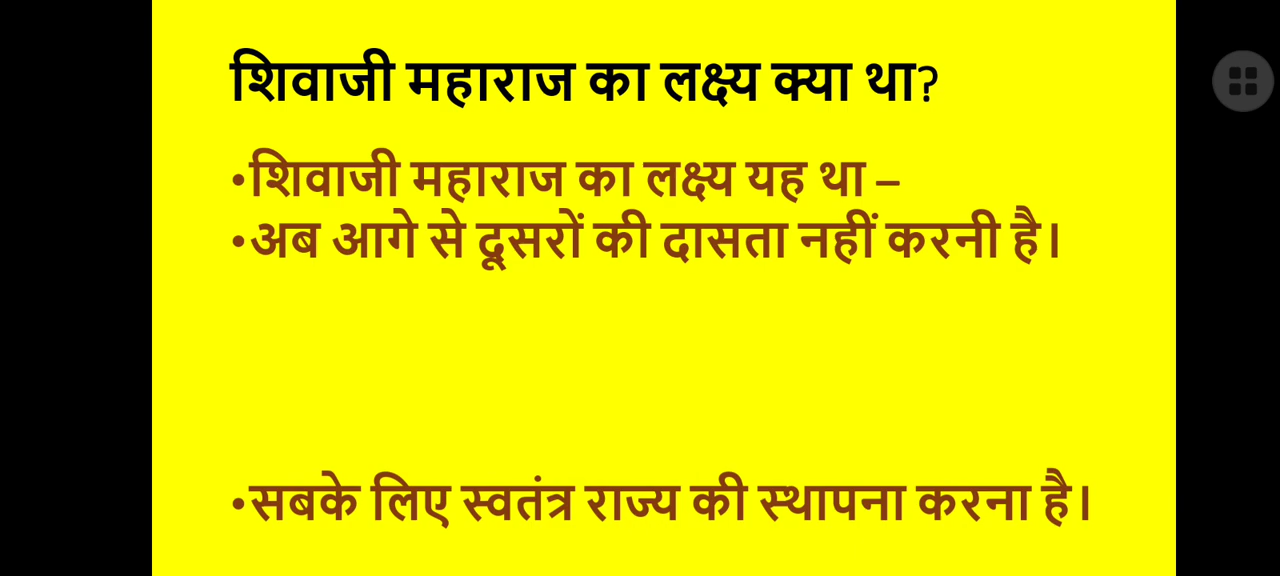 शिवाजी महाराज का लक्ष्य क्या था?
•शिवाजी महाराज का लक्ष्य यह था –
•अब आगे से दूसरों की दासता नहीं करनी है।
•सबके लिए स्वतंत्र राज्य की स्थापना करना है।